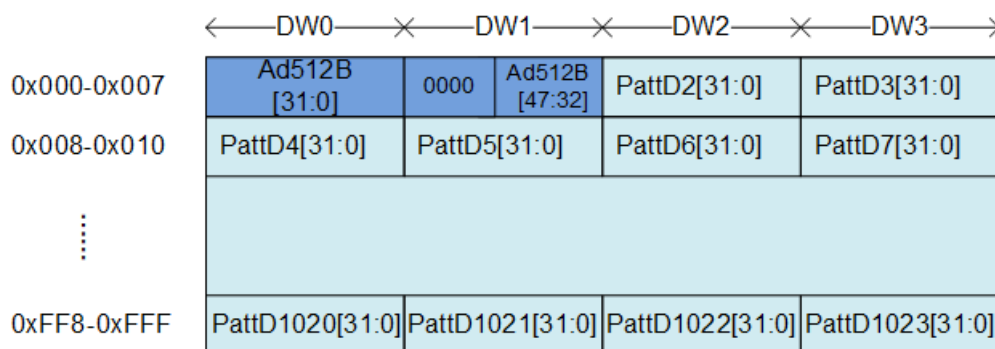 DW0 DW1 DW2 DW3
0x000-0x007 Ad512B [31:0] 0000 Ad512B [47:32] PattD2[31:0] PattD3[31:0]
0x008-0x010 PattD4[31:0] PattD5[31:0] PattD6[31:0] PattD7[31:0]
0xFF8-0xFFF PattD1020[31:0] PattD1021[31:0] PattD1022[31:0] PattD1023[31:0]